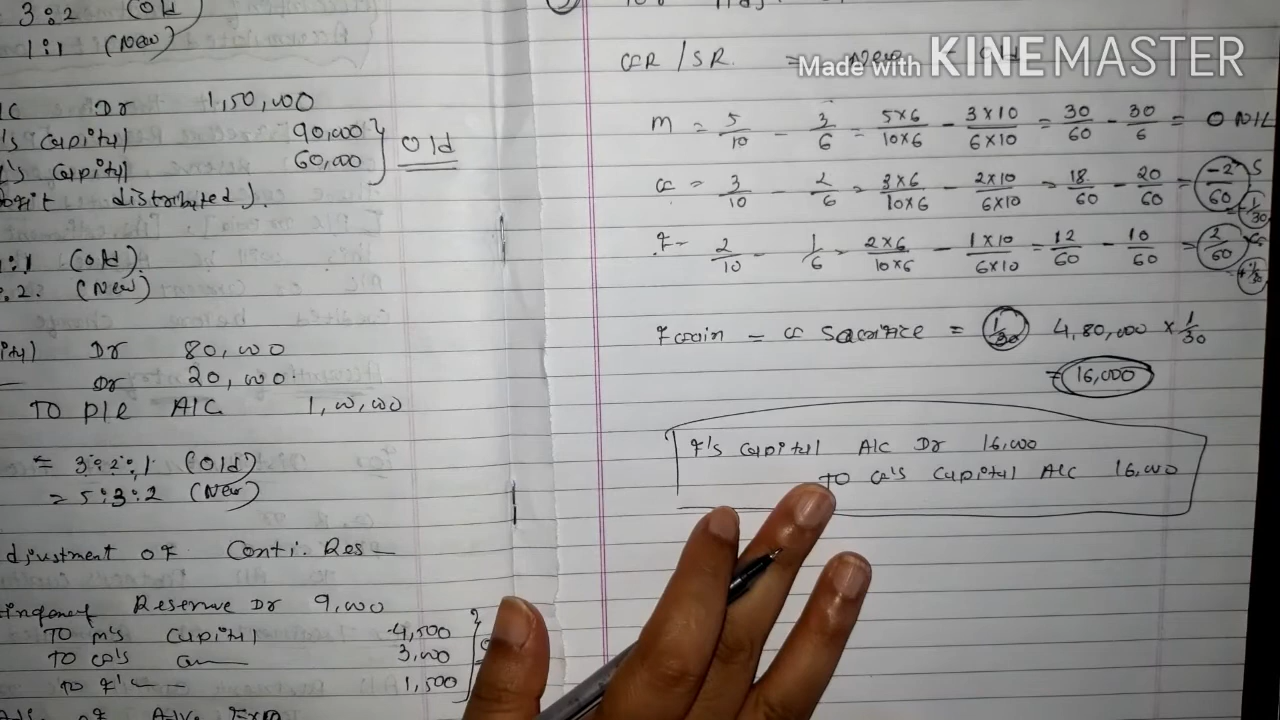 3:2 (Old)
1:1 (New)
Dr 1,50,000
's Capital 90,000
's Capital 60,000
Old
distributed).
:1 (Old)
:2. (New)
Dr 80,000
Dr 20,000
TO P/L A/C 1,00,000
= 3:2:1 (Old)
= 5:3:2 (New)
djustment of Conti. Res
Reserve Dr 9,000
TO m's Capital 4,500
TO 3,000
TO 1,500
GR / SR. =
m = 5/10 - 3/6 = 5×6/10×6 - 3×10/6×10 = 30/60 - 30/6 = 0 NIL
G = 3/10 - 2/6 = 3×6/10×6 - 2×10/6×10 = 18/60 - 20/60 = -2/60 S
= -1/30
F = 2/10 - 1/6 = 2×6/10×6 - 1×10/6×10 = 12/60 - 10/60 = 2/60 G
F Gain = G Sacrifice = 1/30 4,80,000 × 1/30
= 16,000
F's Capital A/C Dr 16,000
TO G's Capital A/C 16,000
Made with KINEMASTER